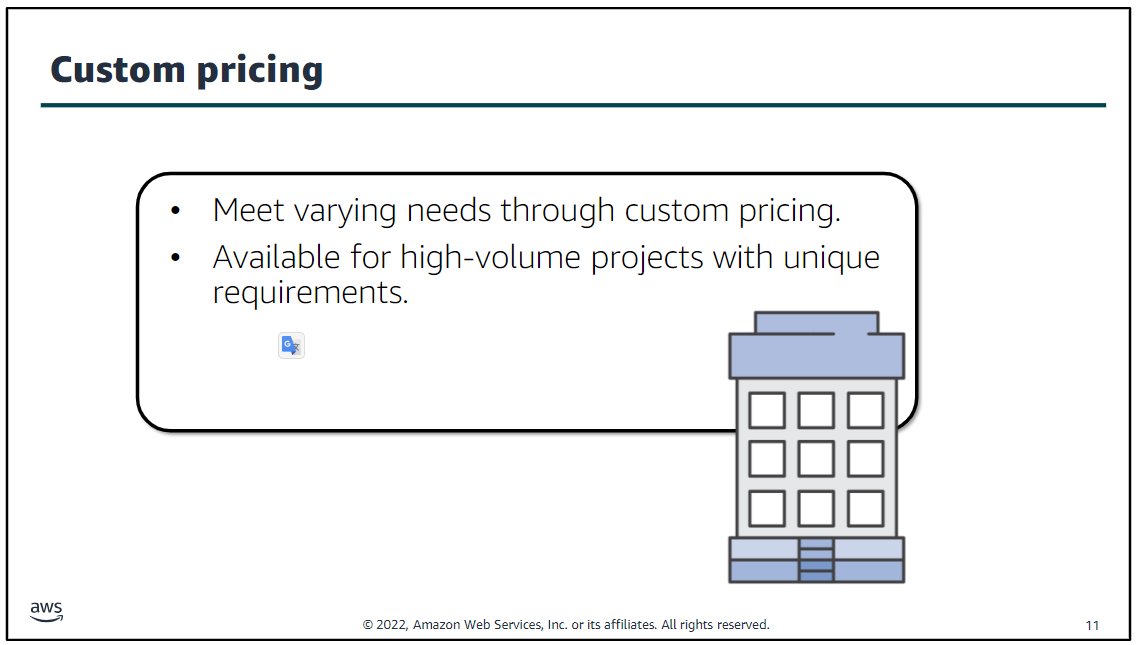 Custom pricing
• Meet varying needs through custom pricing.
• Available for high-volume projects with unique
requirements.
G
aws
© 2022, Amazon Web Services, Inc. or its affiliates. All rights reserved.
11